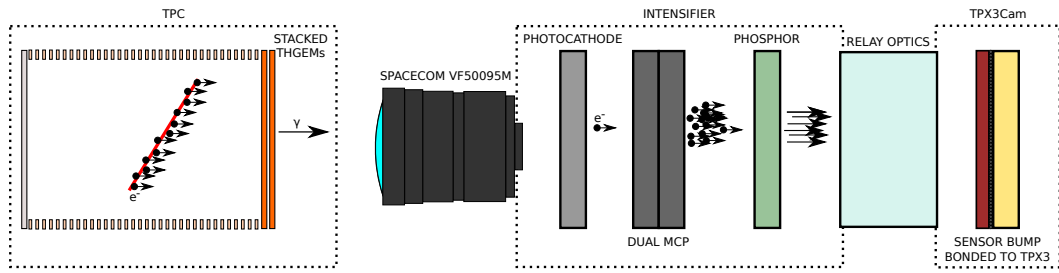 TPC
INTENSIFIER
TPX3Cam
STACKED
THGEMs
PHOTOCATHODE
PHOSPHOR
RELAY OPTICS
SPACECOM VF50095M
γ
e-
e-
DUAL MCP
SENSOR BUMP
BONDED TO TPX3